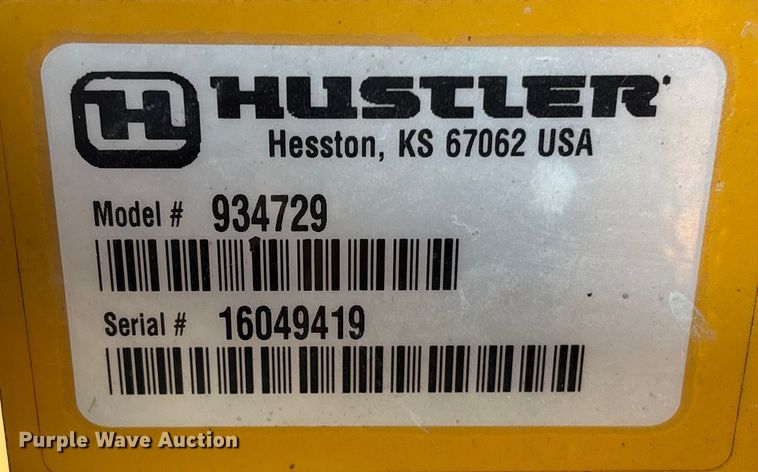 H HUSTLER
Hesston, KS 67062 USA
Model # 934729
Serial # 16049419
Purple Wave Auction